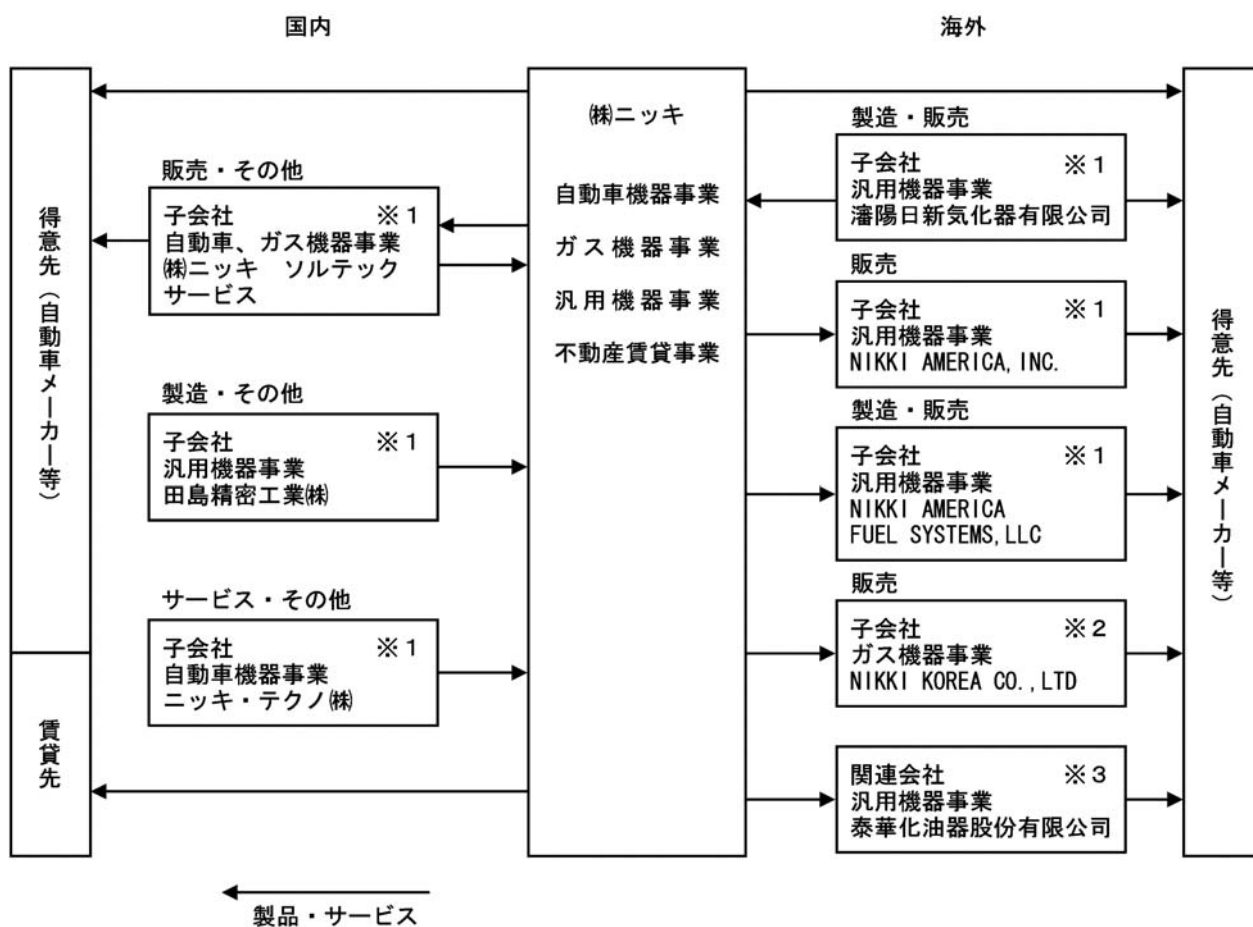 国内
海外
得意先（自動車メーカー等）
賃貸先
販売・その他
子会社 ※1
自動車、ガス機器事業
㈱ニッキ　ソルテック
サービス
製造・その他
子会社 ※1
汎用機器事業
田島精密工業㈱
サービス・その他
子会社 ※1
自動車機器事業
ニッキ・テクノ㈱
㈱ニッキ
自動車機器事業
ガス機器事業
汎用機器事業
不動産賃貸事業
製造・販売
子会社 ※1
汎用機器事業
瀋陽日新気化器有限公司
販売
子会社 ※1
汎用機器事業
NIKKI AMERICA,INC.
製造・販売
子会社 ※1
汎用機器事業
NIKKI AMERICA
FUEL SYSTEMS,LLC
販売
子会社 ※2
ガス機器事業
NIKKI KOREA CO.,LTD
関連会社 ※3
汎用機器事業
泰華化油器股份有限公司
得意先（自動車メーカー等）
製品・サービス